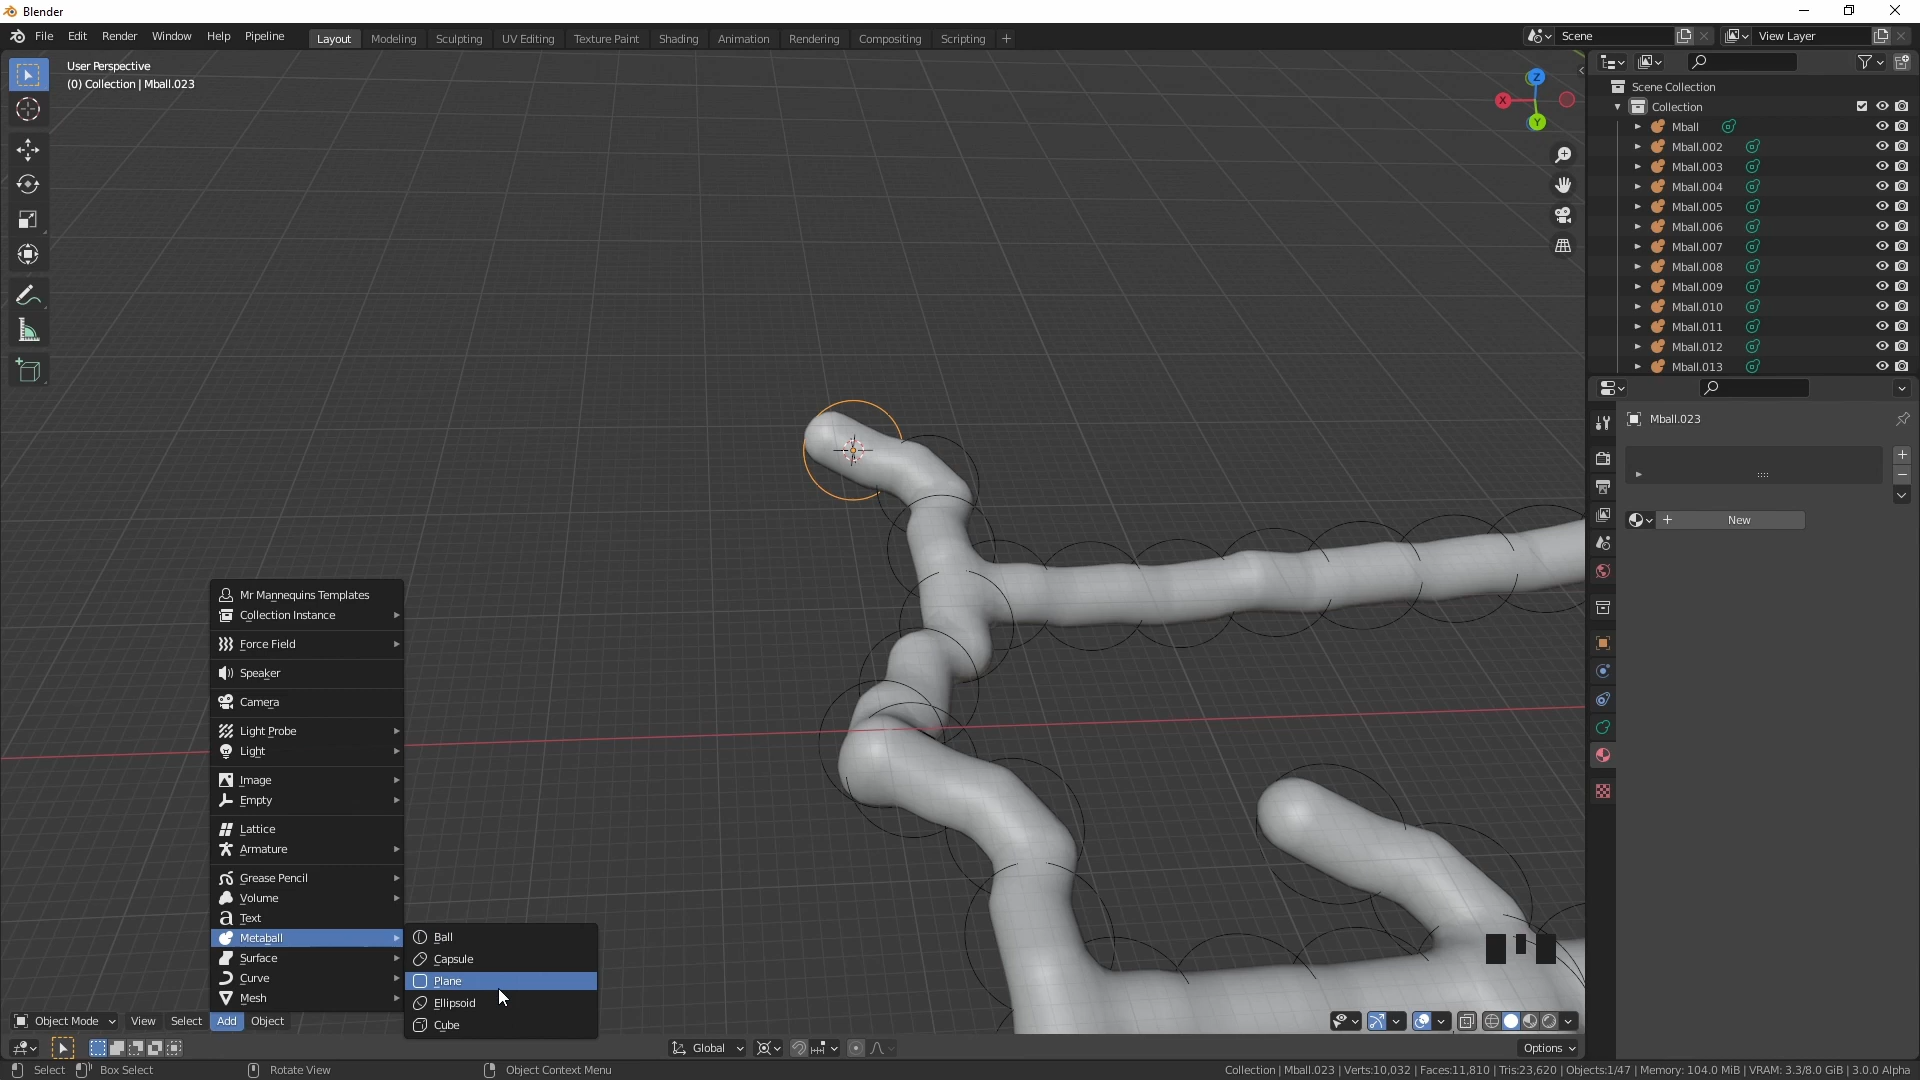 Blender
File Edit Render Window Help Pipeline Layout Modeling Sculpting UV Editing Texture Paint Shading Animation Rendering Compositing Scripting + Scene View Layer
User Perspective
(0) Collection | Mball.023
Z
X
Y
Scene Collection
Collection
Mball
Mball.002
Mball.003
Mball.004
Mball.005
Mball.006
Mball.007
Mball.008
Mball.009
Mball.010
Mball.011
Mball.012
Mball.013
Mball.023
New
Mr Mannequins Templates
Collection Instance
Force Field
Speaker
Camera
Light Probe
Light
Image
Empty
Lattice
Armature
Grease Pencil
Volume
Text
Metaball
Surface
Curve
Mesh
Ball
Capsule
Plane
Ellipsoid
Cube
Object Mode View Select Add Object
Global Options
Select Box Select Rotate View Object Context Menu Collection | Mball.023 | Verts:10,032 | Faces:11,810 | Tris:23,620 | Objects:1/47 | Memory: 104.0 MiB | VRAM: 3.3/8.0 GiB | 3.0.0 Alpha